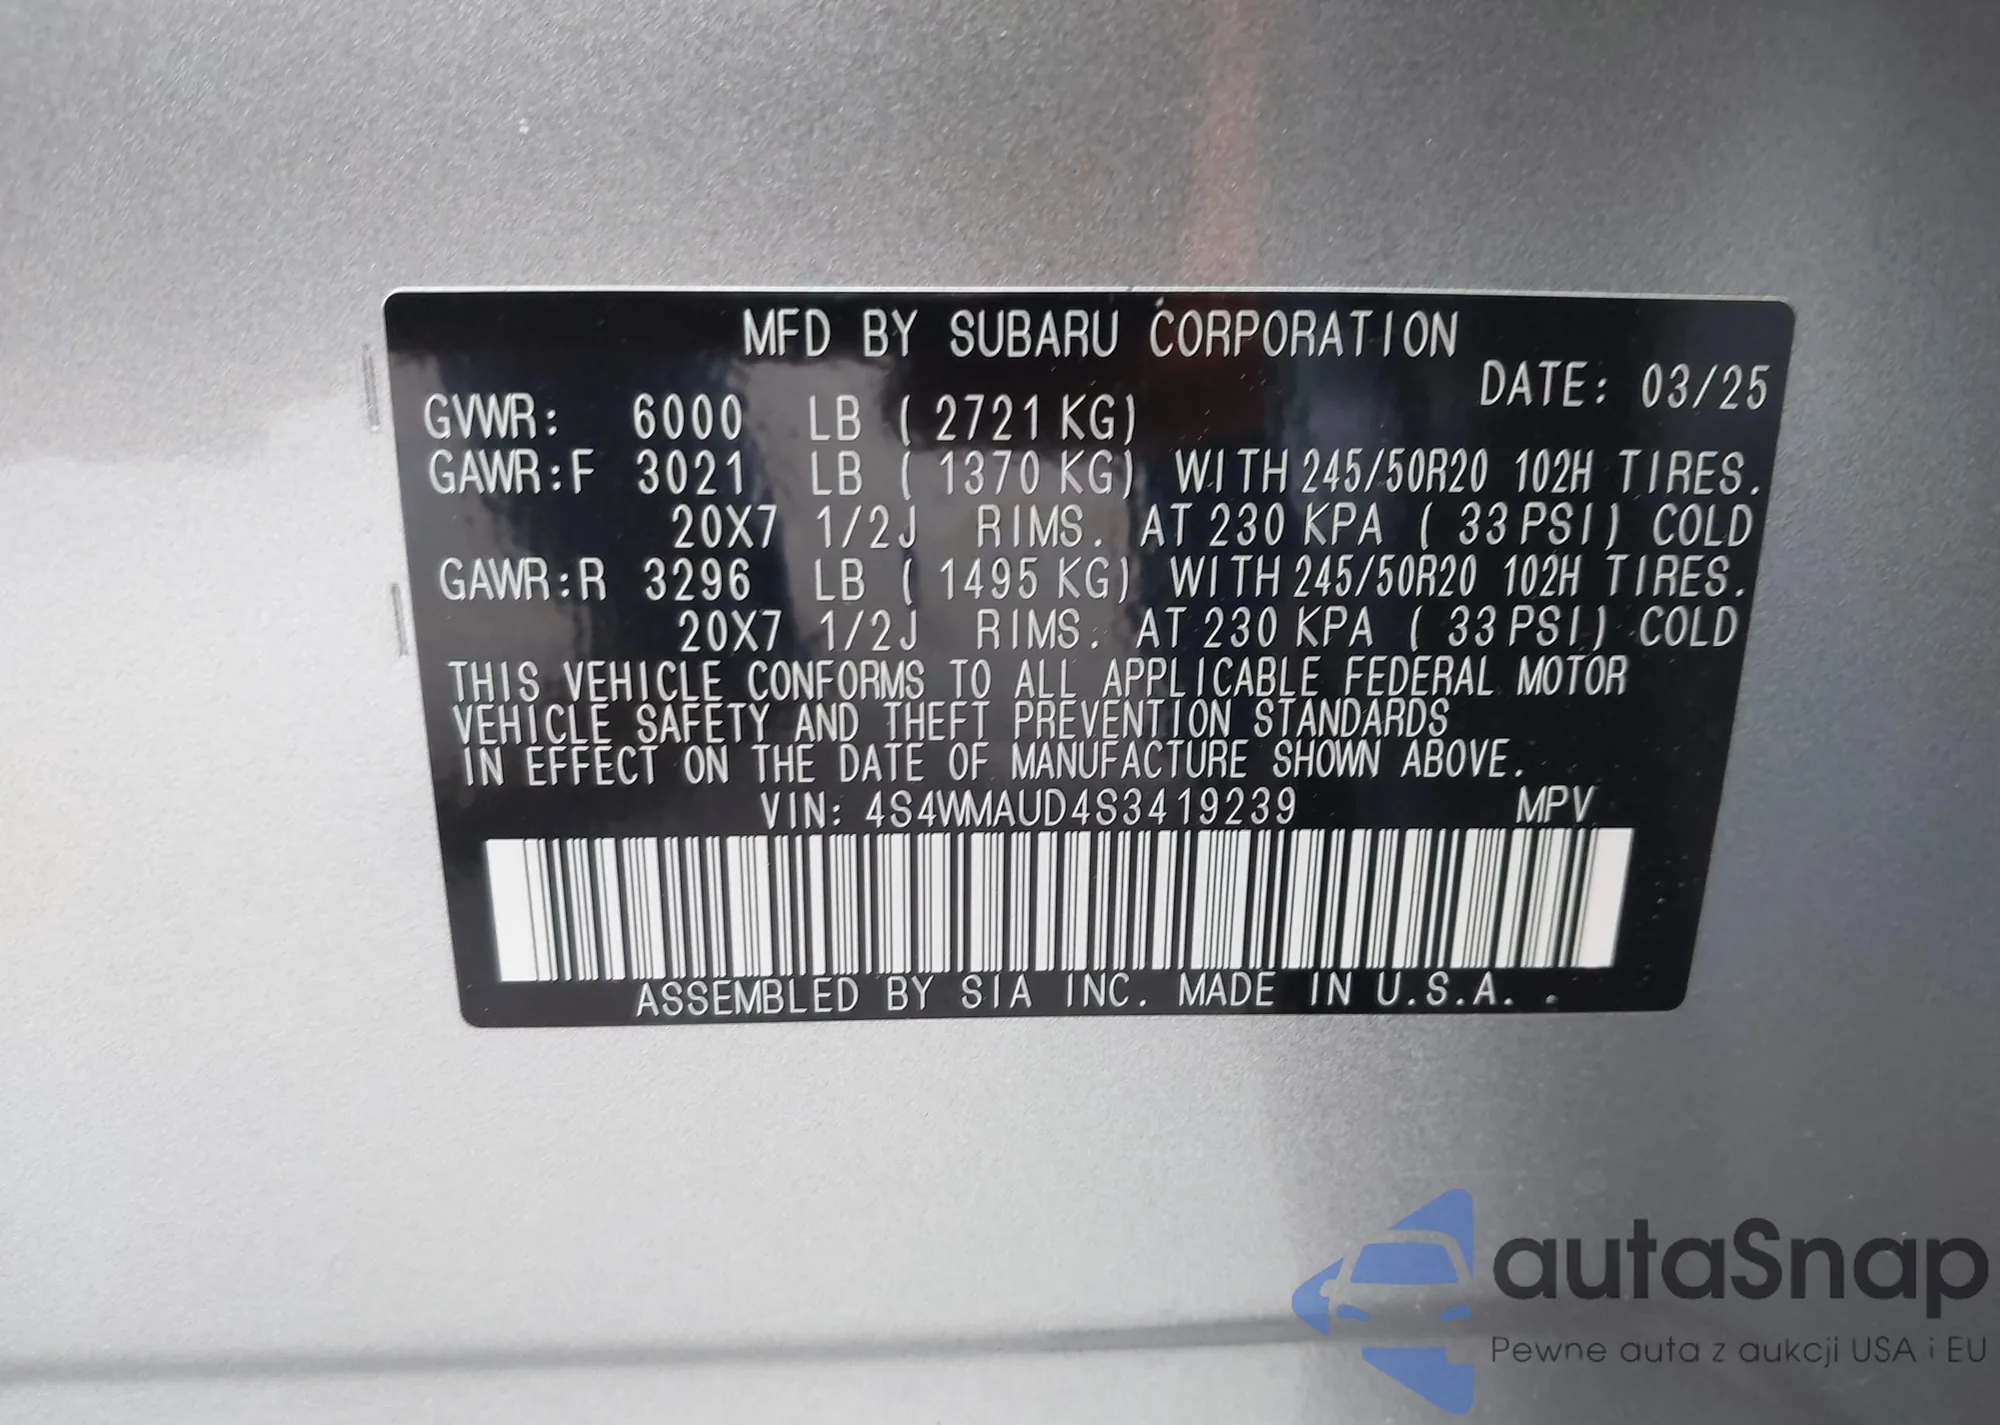 MFD BY SUBARU CORPORATION
DATE: 03/25
GVWR: 6000 LB ( 2721 KG)
GAWR:F 3021 LB ( 1370 KG) WITH 245/50R20 102H TIRES.
20X7 1/2J RIMS. AT 230 KPA ( 33 PSI) COLD
GAWR:R 3296 LB ( 1495 KG) WITH 245/50R20 102H TIRES.
20X7 1/2J RIMS. AT 230 KPA ( 33 PSI) COLD
THIS VEHICLE CONFORMS TO ALL APPLICABLE FEDERAL MOTOR
VEHICLE SAFETY AND THEFT PREVENTION STANDARDS
IN EFFECT ON THE DATE OF MANUFACTURE SHOWN ABOVE.
VIN: 4S4WMAUD4S3419239 MPV
ASSEMBLED BY SIA INC. MADE IN U.S.A.
autaSnap
Pewne auta z aukcji USA i EU